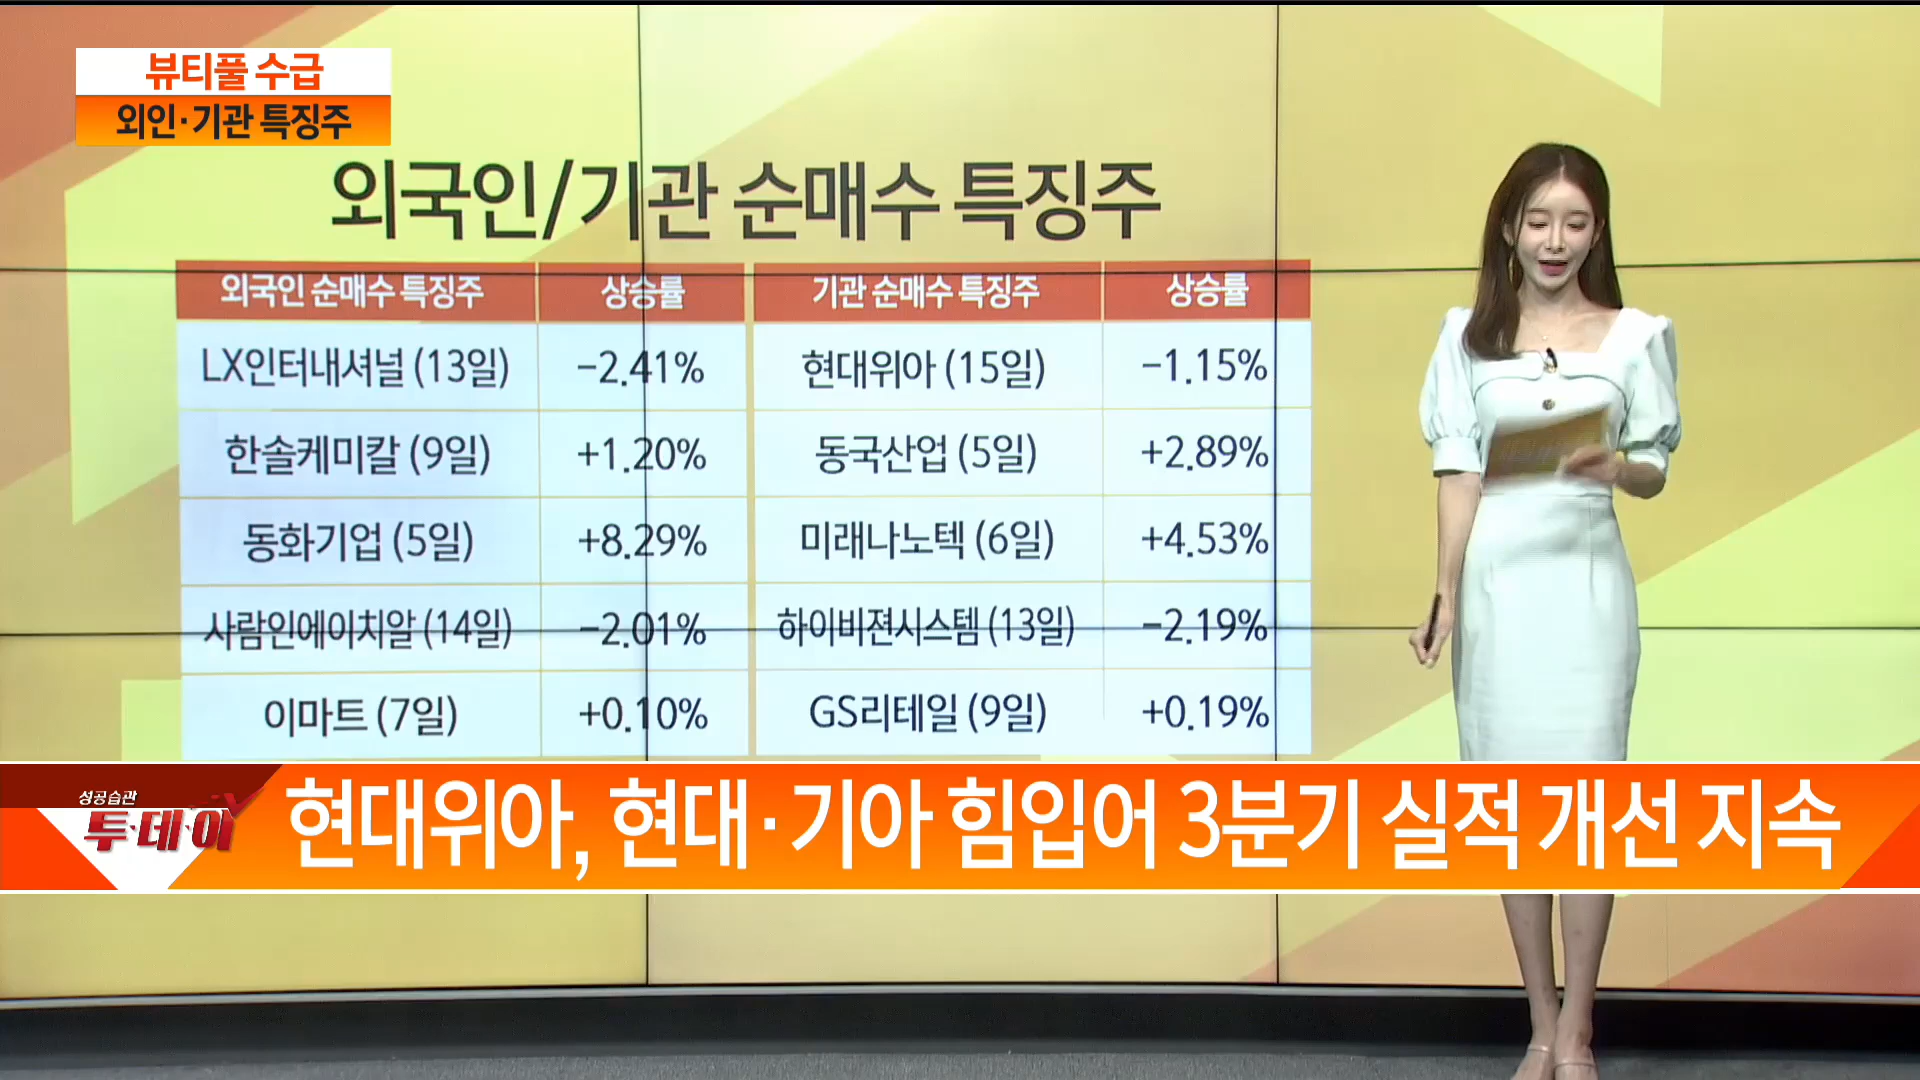 뷰티풀 수급
외인·기관 특징주
외국인/기관 순매수 특징주
외국인 순매수 특징주 상승률 기관 순매수 특징주 상승률
LX인터내셔널 (13일) -2.41% 현대위아 (15일) -1.15%
한솔케미칼 (9일) +1.20% 동국산업 (5일) +2.89%
동화기업 (5일) +8.29% 미래나노텍 (6일) +4.53%
사람인에이치알 (14일) -2.01% 하이비젼시스템 (13일) -2.19%
이마트 (7일) +0.10% GS리테일 (9일) +0.19%
성공습관
투·데·이
현대위아, 현대·기아 힘입어 3분기 실적 개선 지속